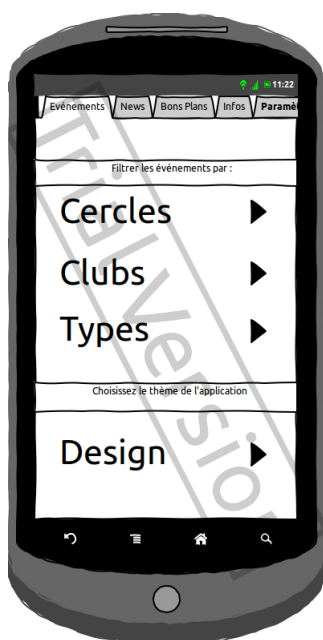 11:22
Evénements News Bons Plans Infos Paramèt
Filtrer les événements par :
Cercles
Clubs
Types
Choisissez le thème de l'application
Design
Trial Version